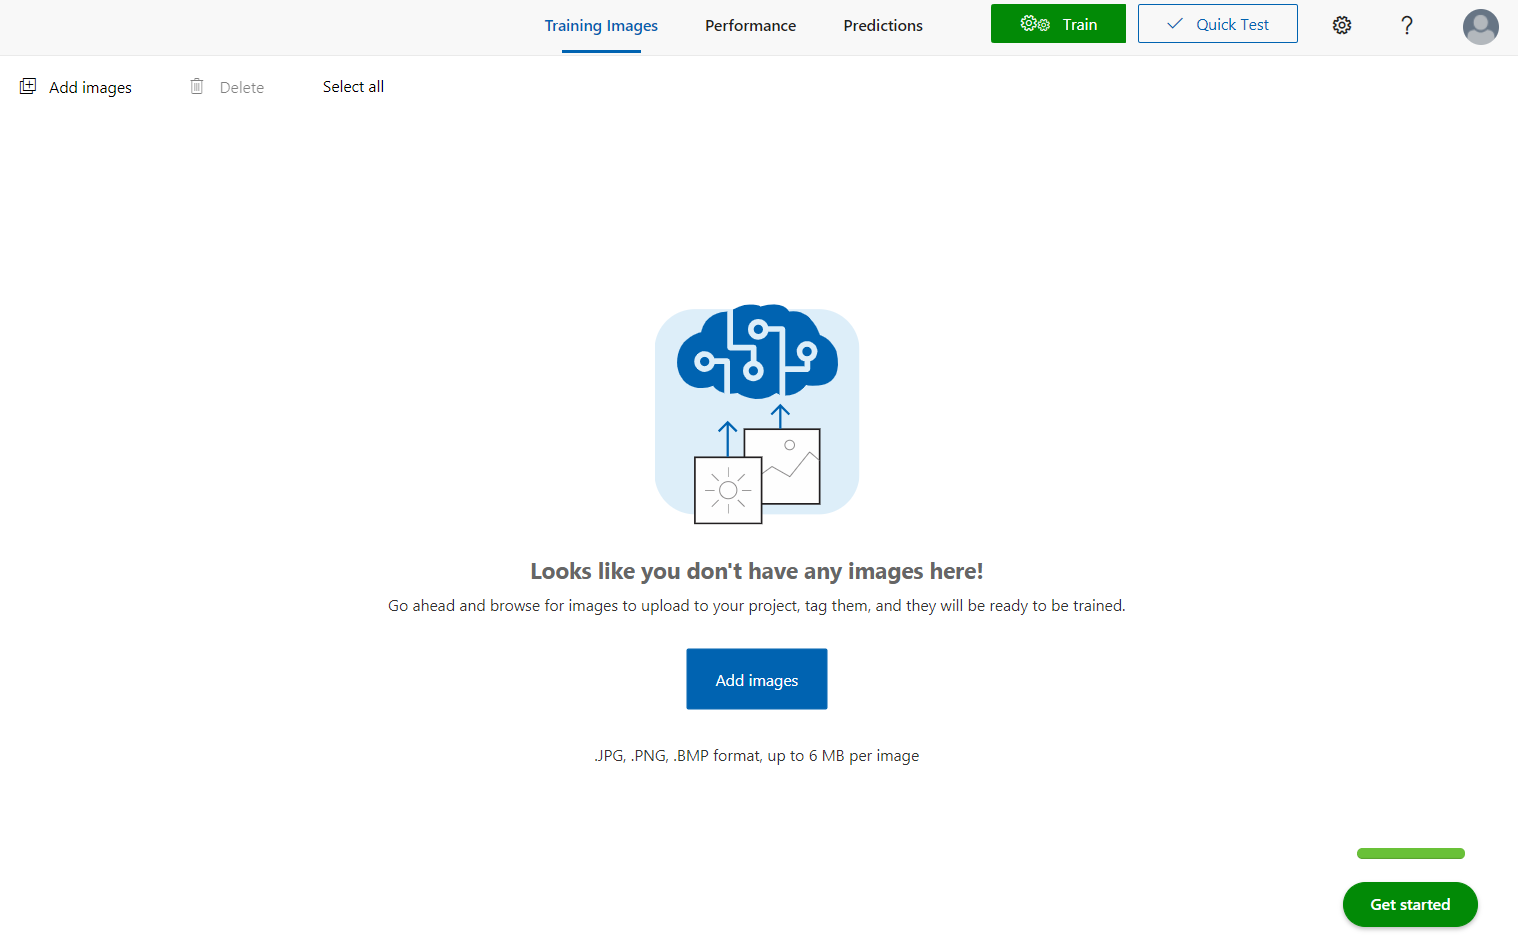 Training Images
Performance
Predictions
Train
Quick Test
?
Add images
Delete
Select all
Looks like you don't have any images here!
Go ahead and browse for images to upload to your project, tag them, and they will be ready to be trained.
Add images
.JPG, .PNG, .BMP format, up to 6 MB per image
Get started